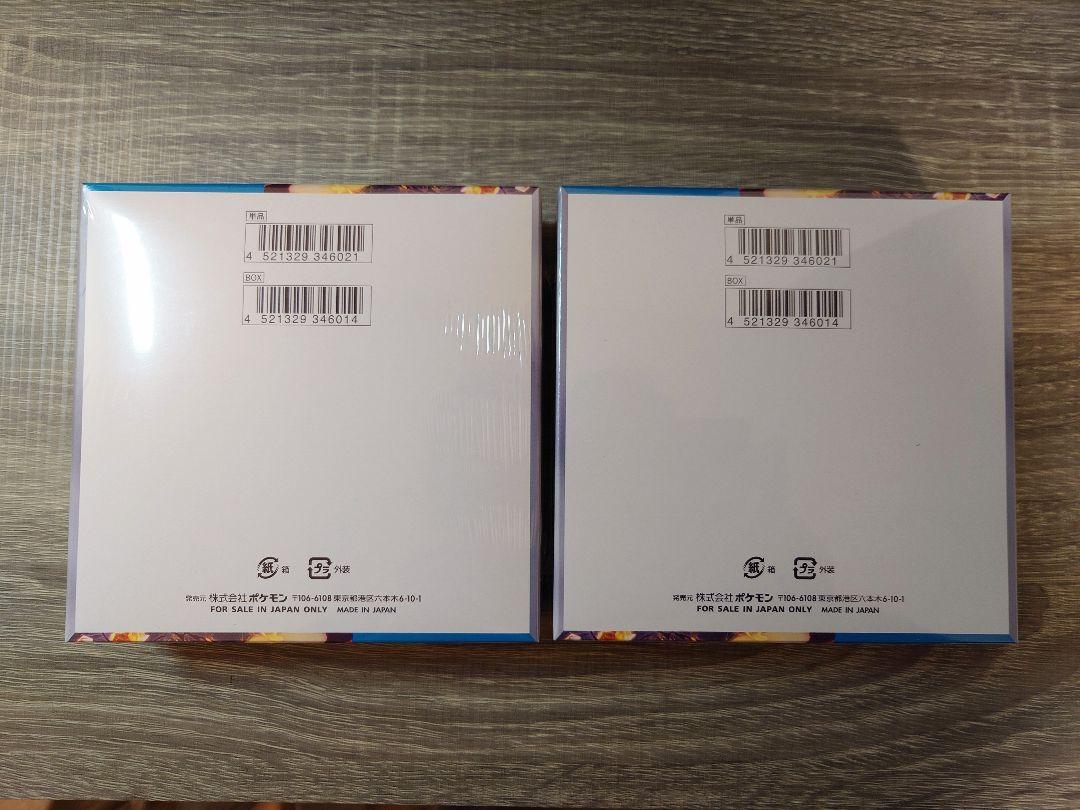 単品
4 521329 346021
BOX
4 521329 346014
紙 箱 プラ 外装
発売元 株式会社ポケモン 〒106-6108 東京都港区六本木6-10-1
FOR SALE IN JAPAN ONLY MADE IN JAPAN
単品
4 521329 346021
BOX
4 521329 346014
紙 箱 プラ 外装
発売元 株式会社ポケモン 〒106-6108 東京都港区六本木6-10-1
FOR SALE IN JAPAN ONLY MADE IN JAPAN